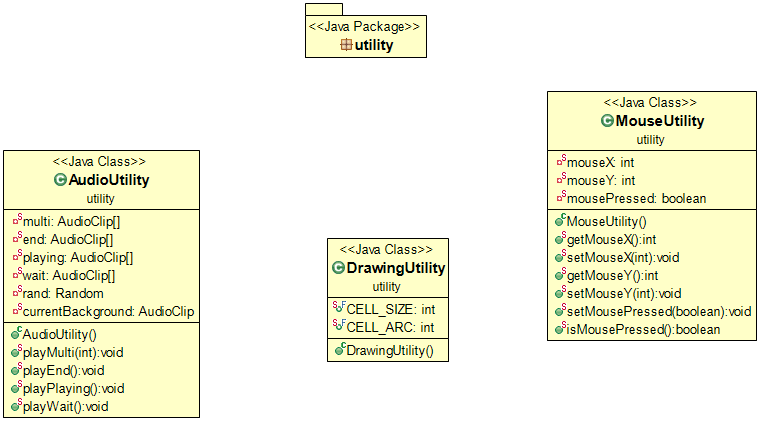 <<Java Package>>
utility
<<Java Class>>
AudioUtility
utility
multi: AudioClip[]
end: AudioClip[]
playing: AudioClip[]
wait: AudioClip[]
rand: Random
currentBackground: AudioClip
AudioUtility()
playMulti(int):void
playEnd():void
playPlaying():void
playWait():void
<<Java Class>>
DrawingUtility
utility
CELL_SIZE: int
CELL_ARC: int
DrawingUtility()
<<Java Class>>
MouseUtility
utility
mouseX: int
mouseY: int
mousePressed: boolean
MouseUtility()
getMouseX():int
setMouseX(int):void
getMouseY():int
setMouseY(int):void
setMousePressed(boolean):void
isMousePressed():boolean